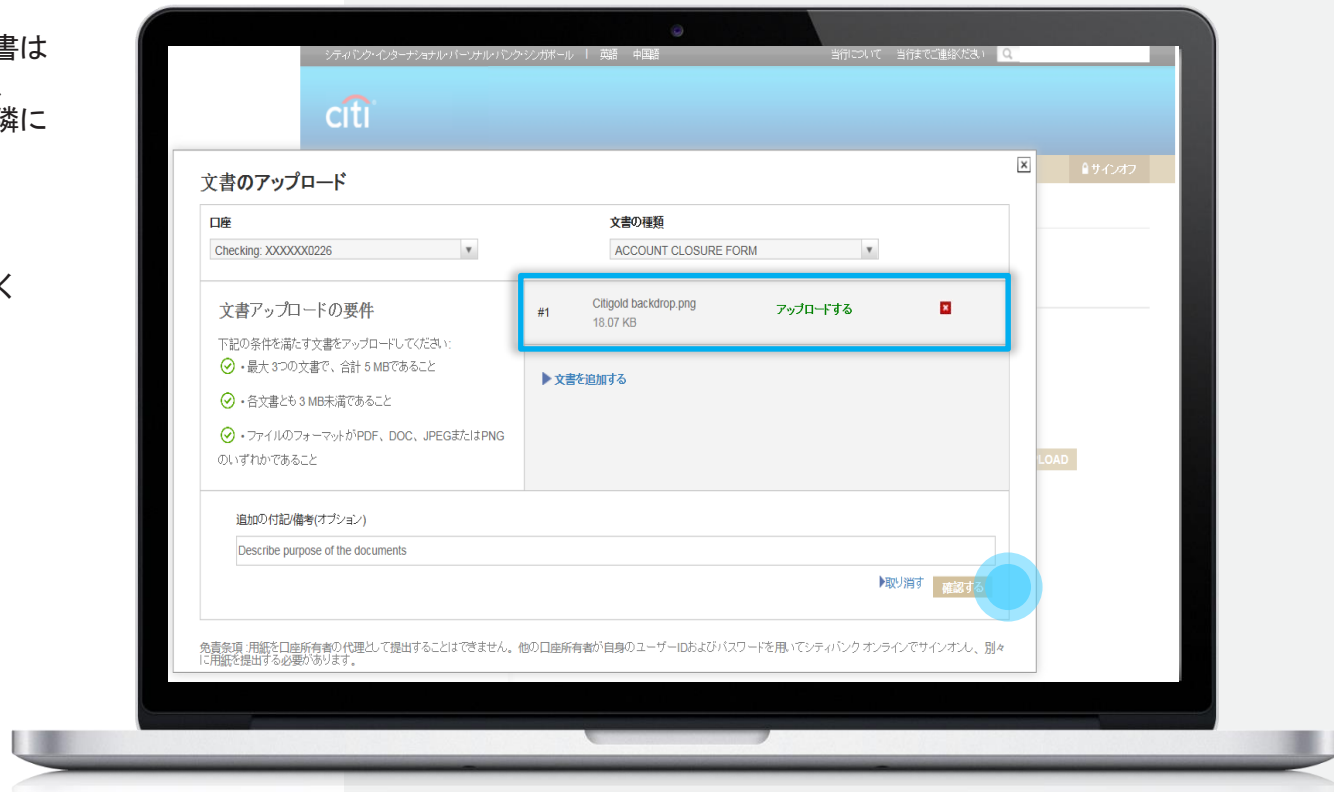 書は
隣に
く
シティバンク・インターナショナル・パーソナル・バンク・シンガポール | 英語 中国語 当行について 当行までご連絡ください
citi
サインオフ
文書のアップロード
口座 文書の種類
Checking: XXXXXX0226 ACCOUNT CLOSURE FORM
文書アップロードの要件
下記の条件を満たす文書をアップロードしてください:
・最大 3つの文書で、合計 5 MBであること
・各文書とも 3 MB未満であること
・ファイルのフォーマットがPDF、DOC、JPEGまたはPNG
のいずれかであること
#1 Citigold backdrop.png アップロードする
18.07 KB
文書を追加する
LOAD
追加の付記/備考(オプション)
Describe purpose of the documents
取り消す 確認する
免責条項 :用紙を口座所有者の代理として提出することはできません。他の口座所有者が自身のユーザーIDおよびパスワードを用いてシティバンク オンラインでサインオンし、別々
に用紙を提出する必要があります。